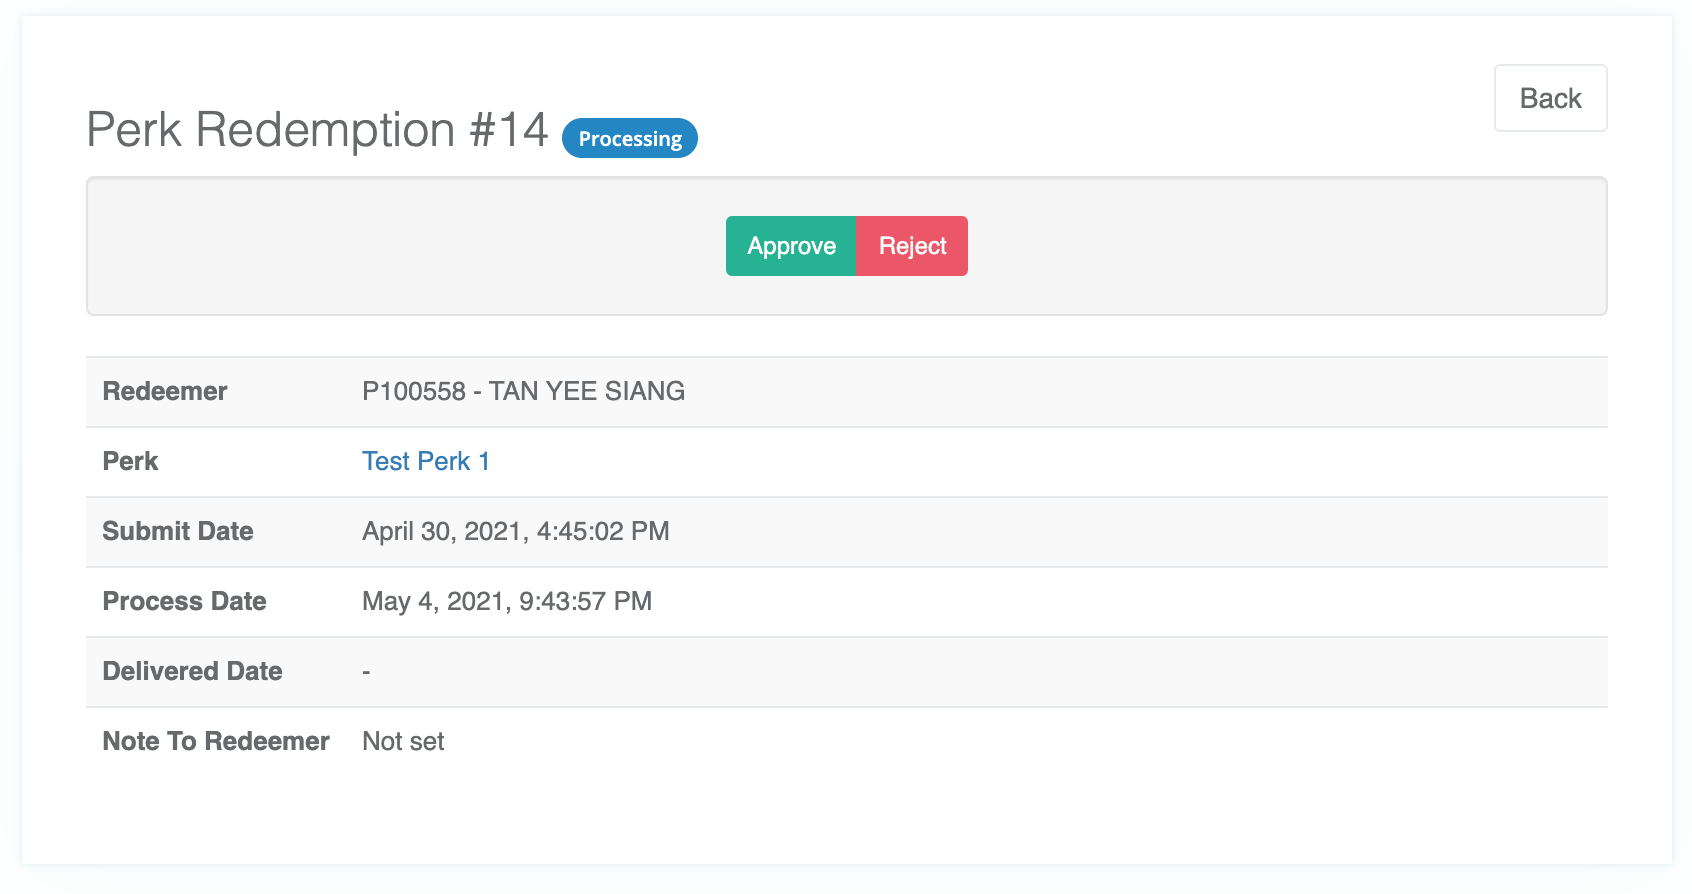 Back
Perk Redemption #14 Processing
Approve Reject
Redeemer P100558 - TAN YEE SIANG
Perk Test Perk 1
Submit Date April 30, 2021, 4:45:02 PM
Process Date May 4, 2021, 9:43:57 PM
Delivered Date -
Note To Redeemer Not set